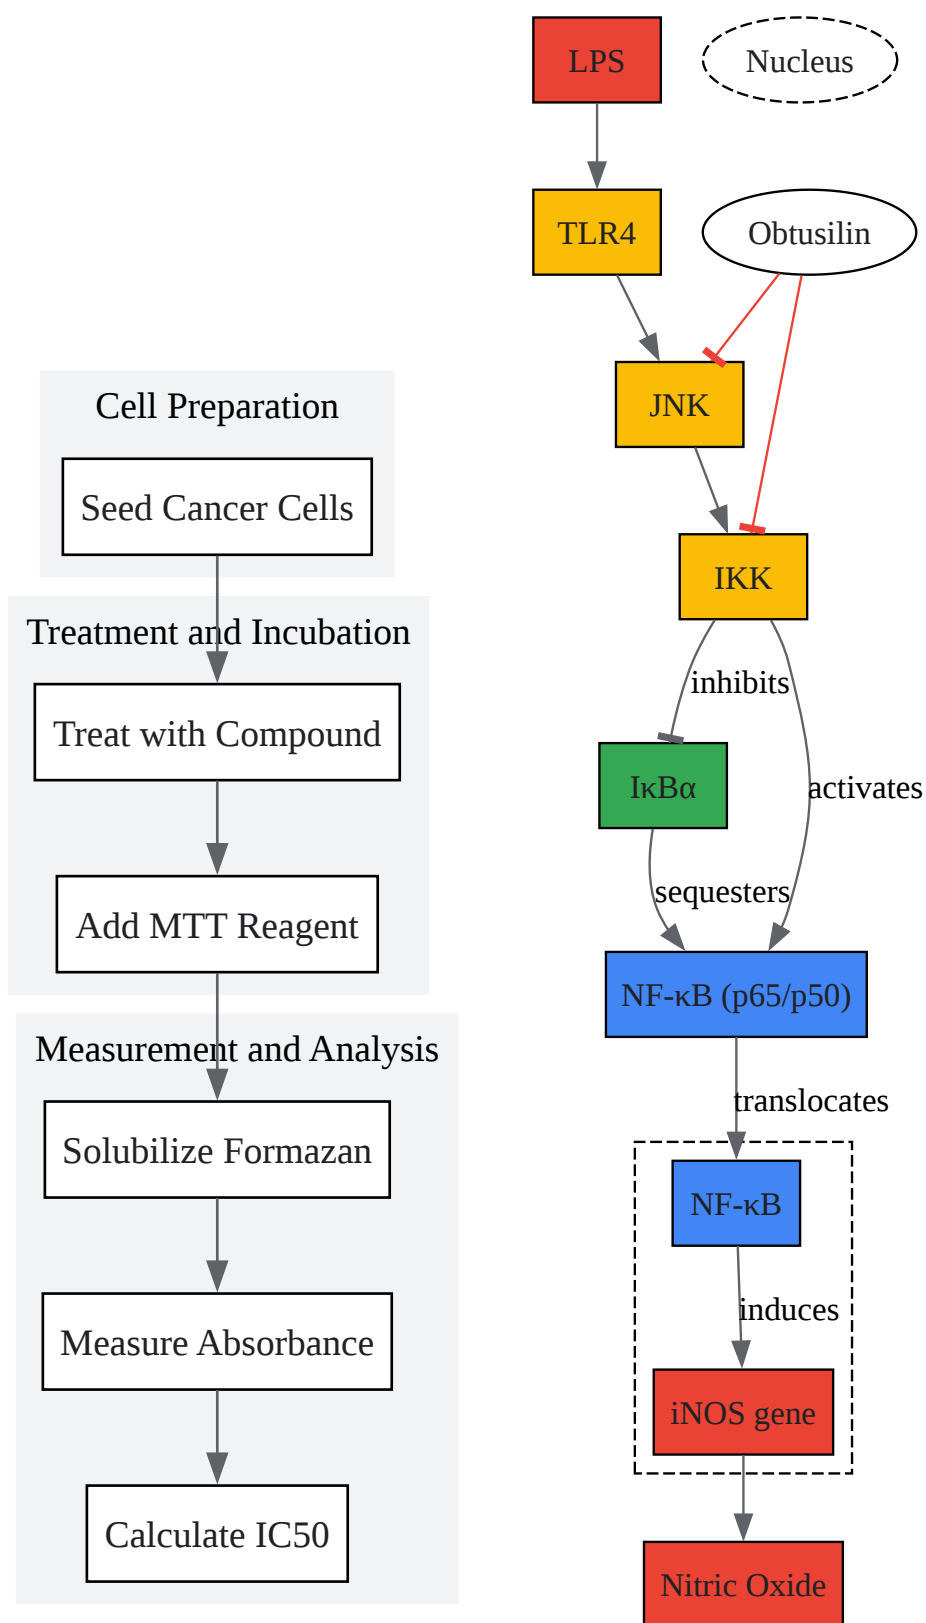 Cell Preparation
Seed Cancer Cells
Treatment and Incubation
Treat with Compound
Add MTT Reagent
Measurement and Analysis
Solubilize Formazan
Measure Absorbance
Calculate IC50
LPS
Nucleus
TLR4
Obtusilin
JNK
IKK
inhibits
IκBα
activates
sequesters
NF-κB (p65/p50)
translocates
NF-κB
induces
iNOS gene
Nitric Oxide